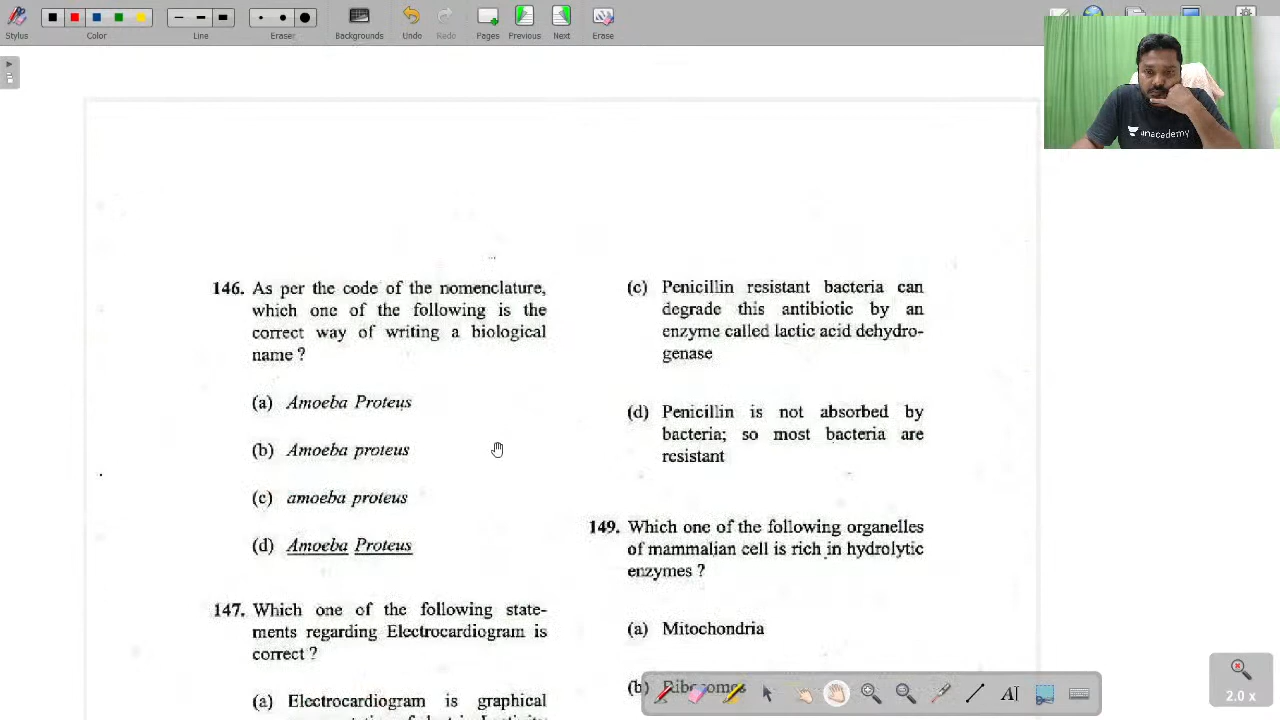 Stylus
Color
Line
Eraser
Backgrounds
Undo
Redo
Pages
Previous
Next
Erase
unacademy
146. As per the code of the nomenclature,
which one of the following is the
correct way of writing a biological
name ?
(a) Amoeba Proteus
(b) Amoeba proteus
(c) amoeba proteus
(d) Amoeba Proteus
147. Which one of the following state-
ments regarding Electrocardiogram is
correct ?
(a) Electrocardiogram is graphical
(c) Penicillin resistant bacteria can
degrade this antibiotic by an
enzyme called lactic acid dehydro-
genase
(d) Penicillin is not absorbed by
bacteria; so most bacteria are
resistant
149. Which one of the following organelles
of mammalian cell is rich in hydrolytic
enzymes ?
(a) Mitochondria
(b) Ribosomes
2.0 x